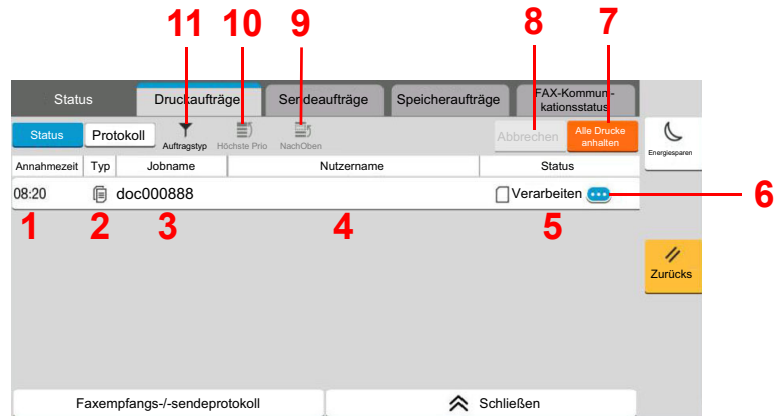 11 10 9 8 7
Status Druckaufträge Sendeaufträge Speicheraufträge FAX-Kommuni-
kationsstatus
Status Protokoll Auftragstyp Höchste Prio NachOben Abbrechen Alle Drucke
anhalten
Energiesparen
Annahmezeit Typ Jobname Nutzername Status
08:20 doc000888 Verarbeiten 6
1 2 3 4 5
Zurücks
Faxempfangs-/-sendeprotokoll Schließen